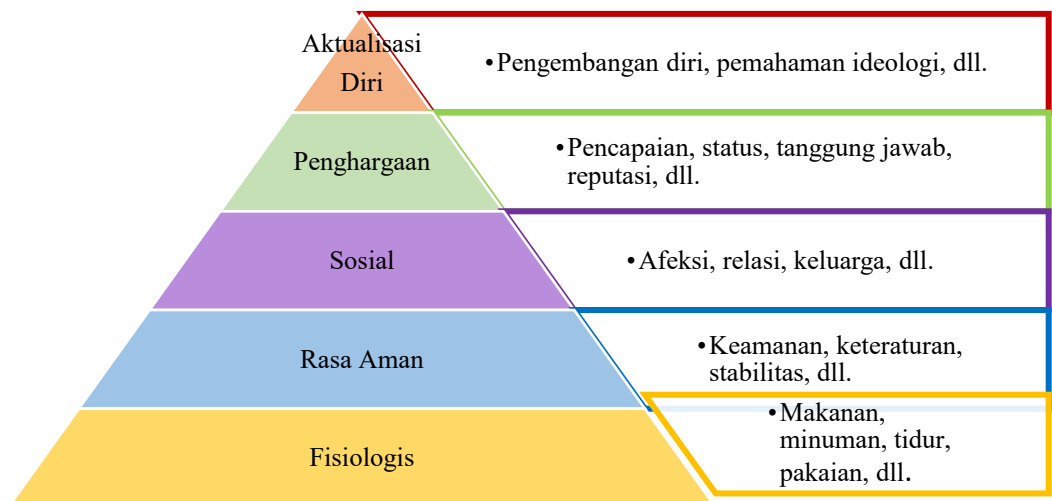 Aktualisasi
Diri
•Pengembangan diri, pemahaman ideologi, dll.
Penghargaan
•Pencapaian, status, tanggung jawab,
reputasi, dll.
Sosial
•Afeksi, relasi, keluarga, dll.
Rasa Aman
•Keamanan, keteraturan,
stabilitas, dll.
Fisiologis
•Makanan,
minuman, tidur,
pakaian, dll.